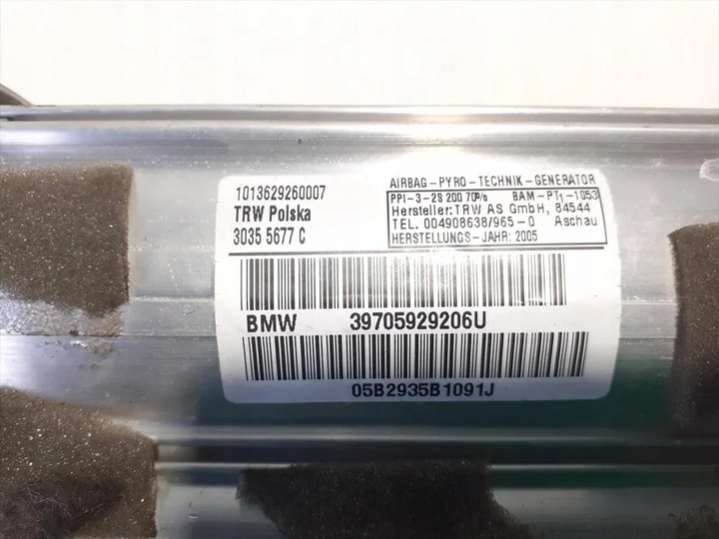 1013629260007
TRW Polska
3035 5677 C
AIRBAG-PYRO-TECHNIK-GENERATOR
PPI-3-2S 200 70% BAM-PT1-1053
Hersteller: TRW AS GmbH, 84544
TEL. 004908638/965-0 Aschau
HERSTELLUNGS-JAHR: 2005
BMW 39705929206U
05B2935B1091J